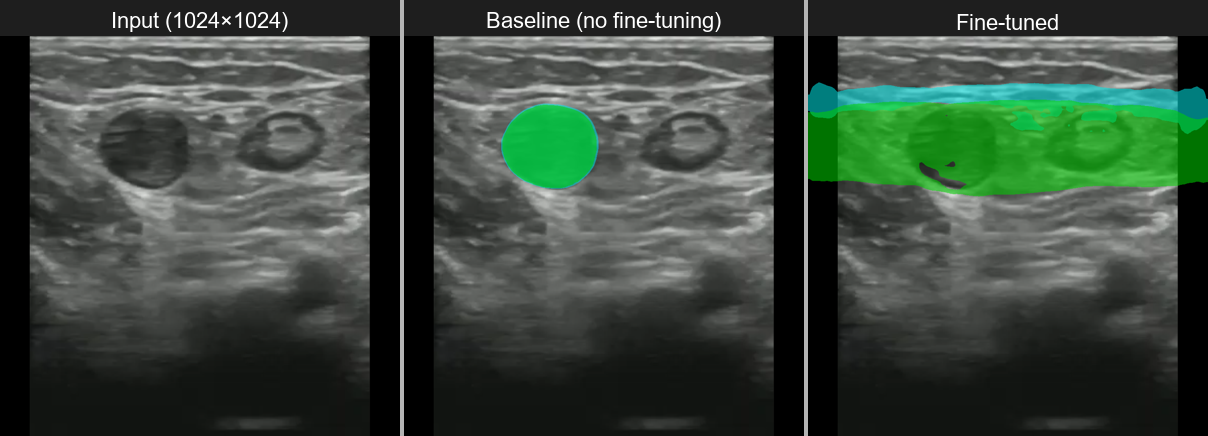 Input (1024×1024)
Baseline (no fine-tuning)
Fine-tuned